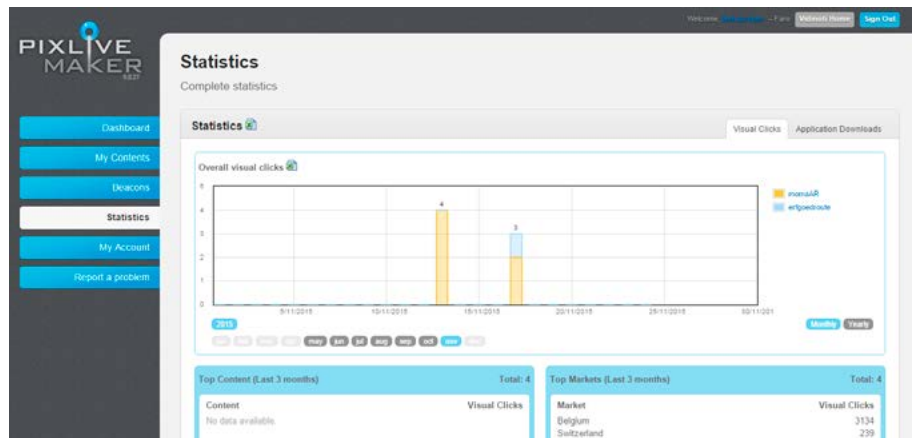 Welcome
Vidinoti Home
Sign Out
PIXLIVE
MAKER
Statistics
Complete statistics
Dashboard
My Contents
Beacons
Statistics
My Account
Report a problem
Statistics
Visual Clicks
Application Downloads
Overall visual clicks
5
4
3
2
1
0
4
3
momaAR
erfgoedroute
5/11/2015
10/11/2015
15/11/2015
20/11/2015
25/11/2015
30/11/201
2015
Monthly
Yearly
may jun jul aug sep oct nov
Top Content (Last 3 months) Total: 4
Content Visual Clicks
No data available.
Top Markets (Last 3 months) Total: 4
Market Visual Clicks
Belgium 3134
Switzerland 239